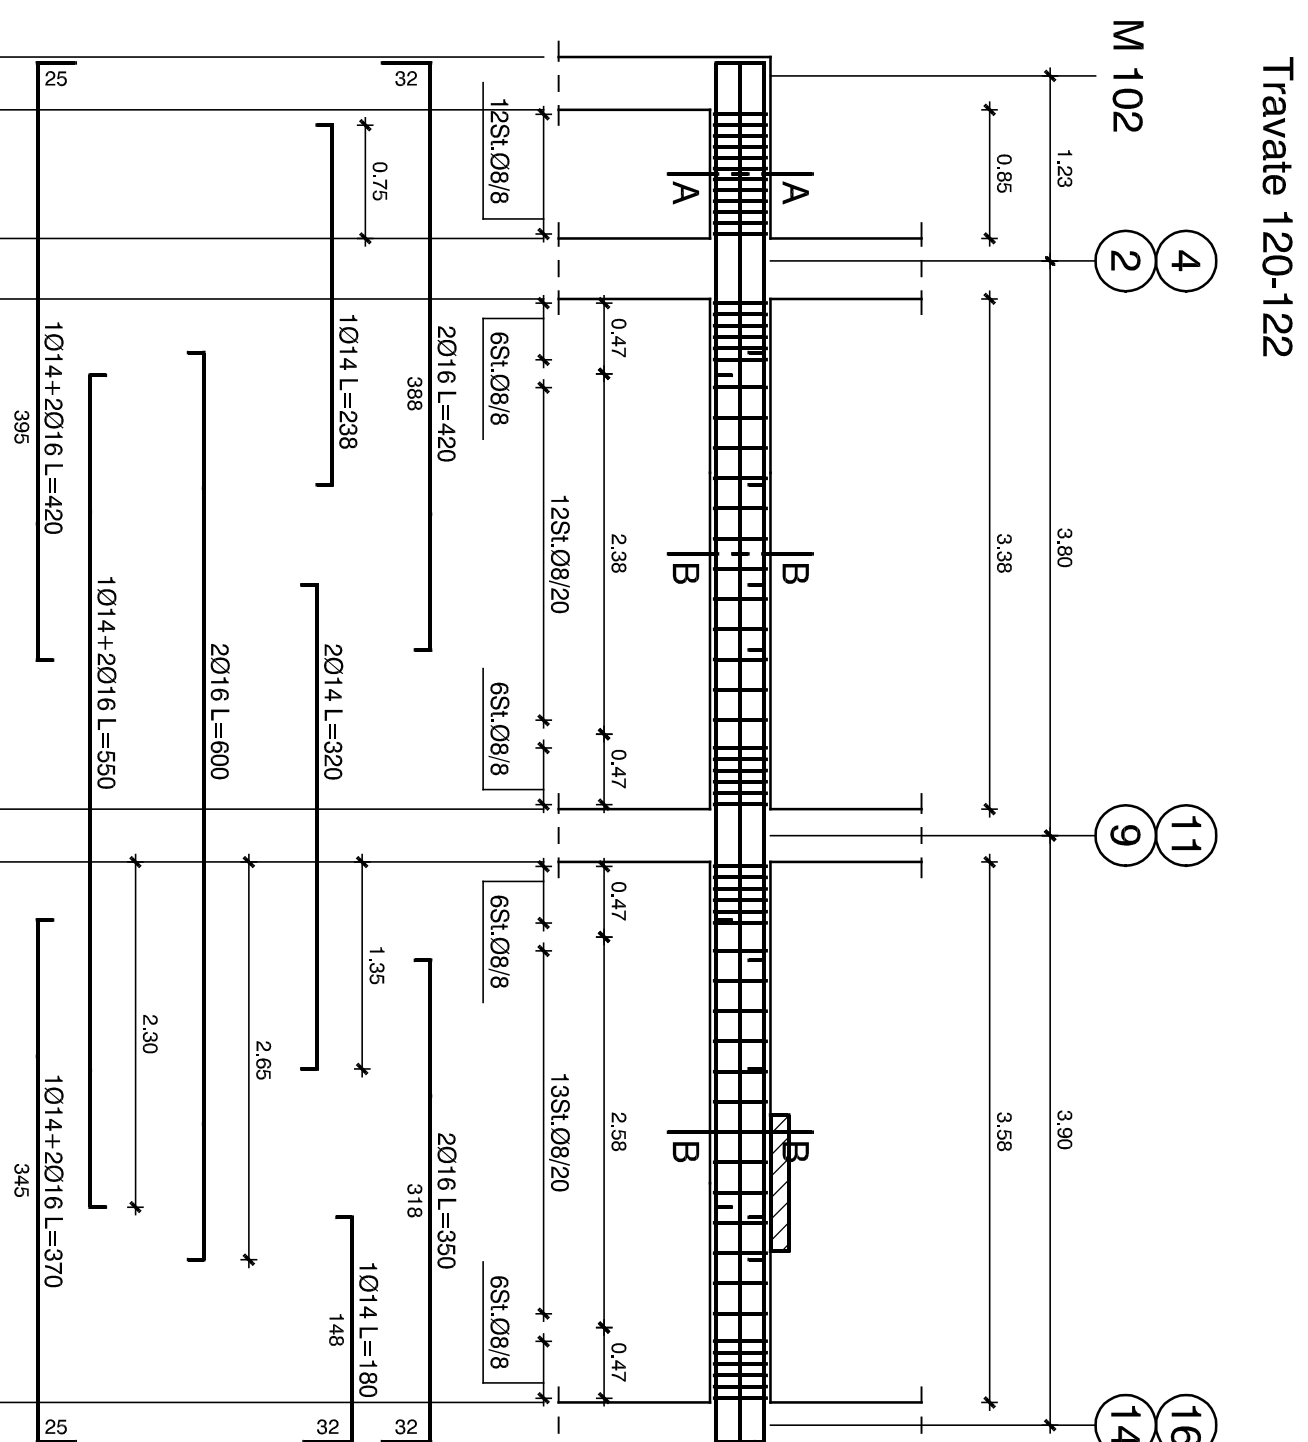 Travate 120-122
M 102
4 11 16
2 9 14
1.23 3.80 3.90
0.85 3.38 3.58
A B B
A B B
0.47 2.38 0.47 0.47 2.58 0.47
12St.Ø8/20 13St.Ø8/20
12St.Ø8/8 6St.Ø8/8 6St.Ø8/8 6St.Ø8/8 6St.Ø8/8
2Ø16 L=420 2Ø16 L=350
32 388 318 32
0.75 1.35 1Ø14 L=180
1Ø14 L=238 2Ø14 L=320 148 32
2.65
2Ø16 L=600
2.30
1Ø14+2Ø16 L=550
25 1Ø14+2Ø16 L=420 1Ø14+2Ø16 L=370 25
395 345